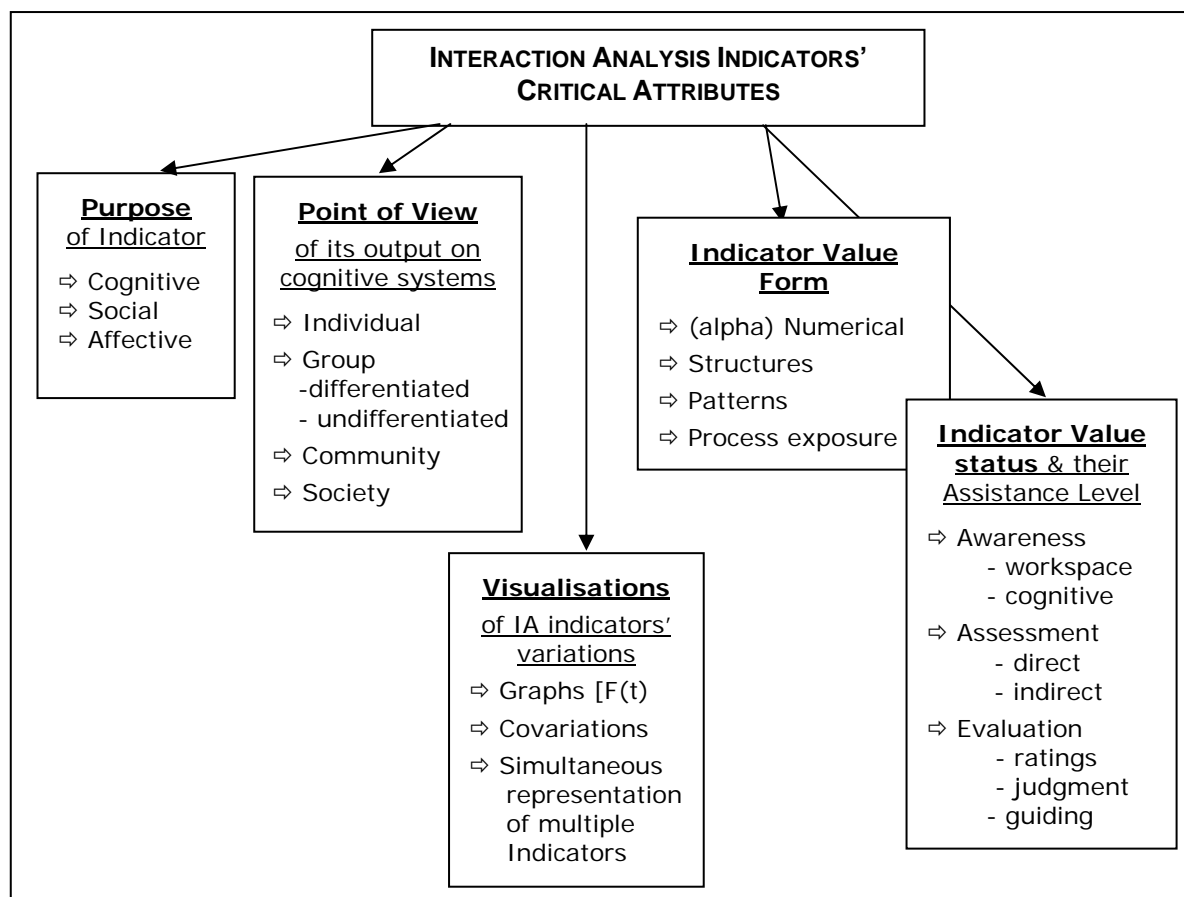 INTERACTION ANALYSIS INDICATORS'
CRITICAL ATTRIBUTES
Purpose
of Indicator
⇨ Cognitive
⇨ Social
⇨ Affective
Point of View
of its output on
cognitive systems
⇨ Individual
⇨ Group
-differentiated
- undifferentiated
⇨ Community
⇨ Society
Visualisations
of IA indicators'
variations
⇨ Graphs [F(t)
⇨ Covariations
⇨ Simultaneous
representation
of multiple
Indicators
Indicator Value
Form
⇨ (alpha) Numerical
⇨ Structures
⇨ Patterns
⇨ Process exposure
Indicator Value
status & their
Assistance Level
⇨ Awareness
- workspace
- cognitive
⇨ Assessment
- direct
- indirect
⇨ Evaluation
- ratings
- judgment
- guiding